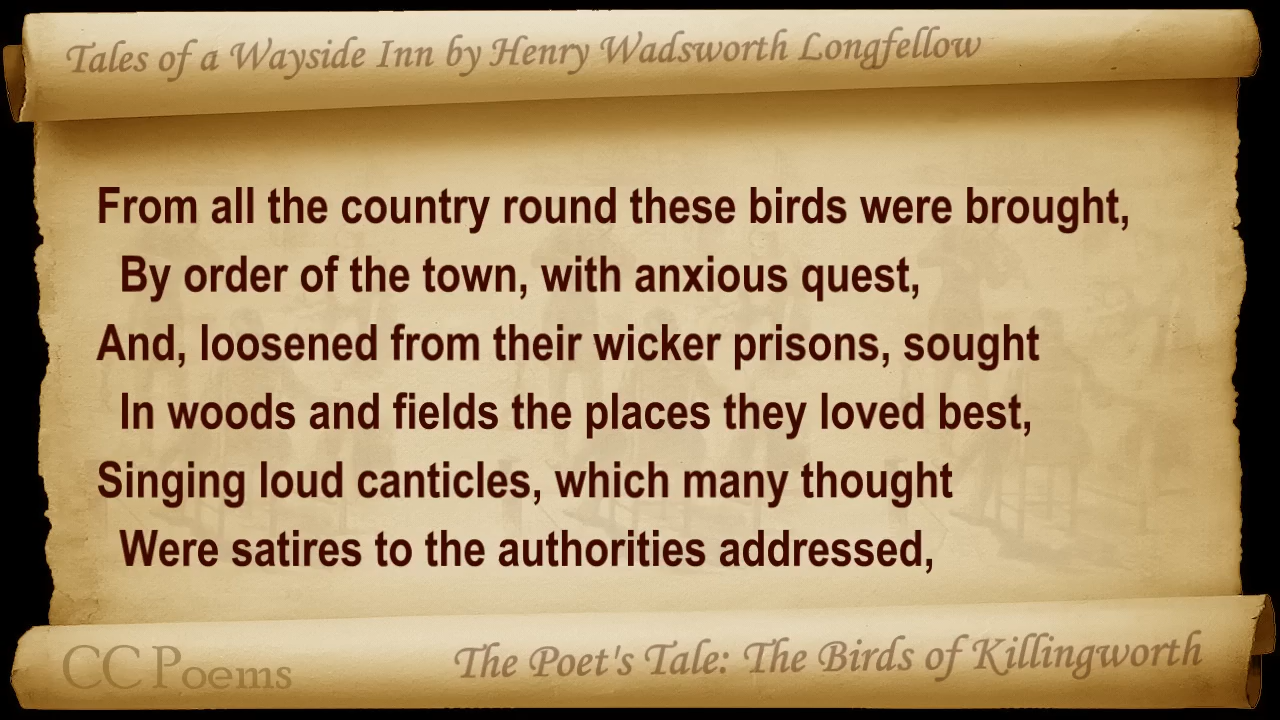 Tales of a Wayside Inn by Henry Wadsworth Longfellow
From all the country round these birds were brought,
By order of the town, with anxious quest,
And, loosened from their wicker prisons, sought
In woods and fields the places they loved best,
Singing loud canticles, which many thought
Were satires to the authorities addressed,
CC Poems
The Poet's Tale: The Birds of Killingworth